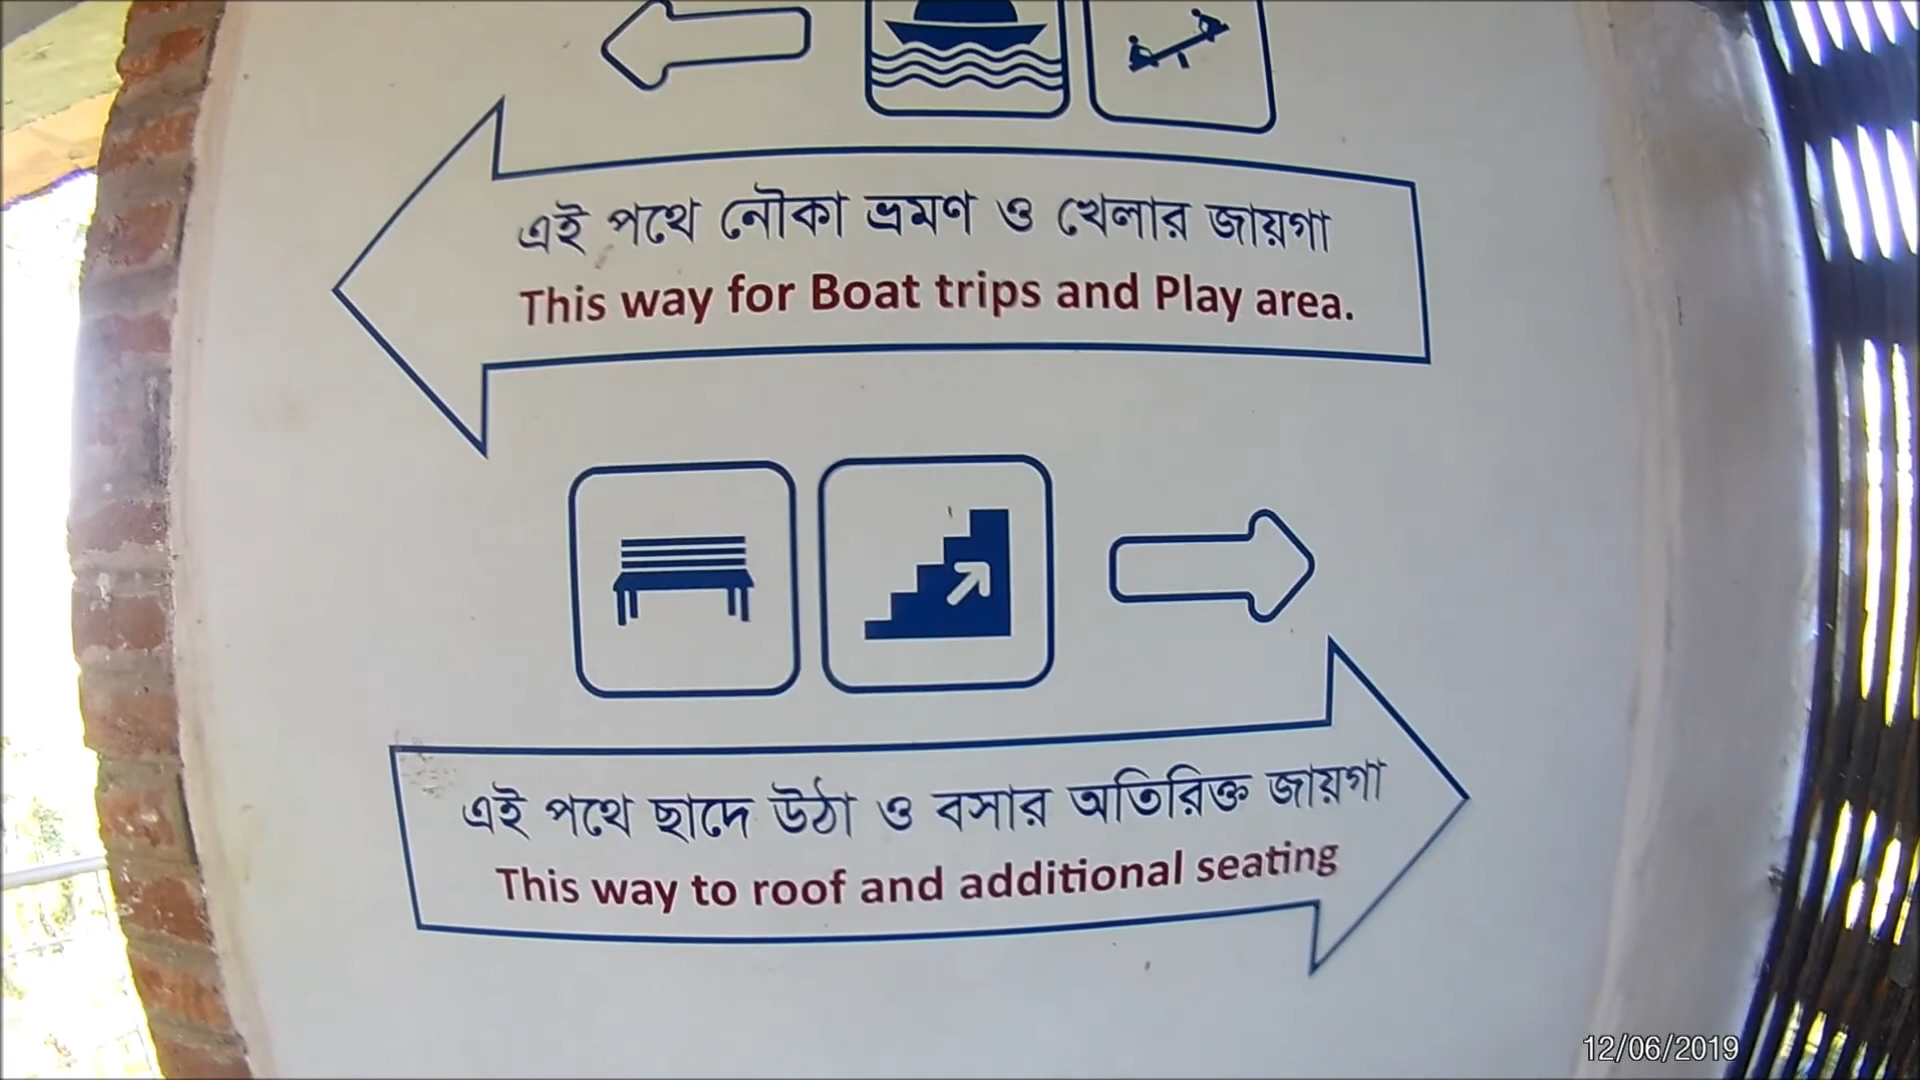 এই পথে নৌকা ভ্রমণ ও খেলার জায়গা
This way for Boat trips and Play area.
এই পথে ছাদে উঠা ও বসার অতিরিক্ত জায়গা
This way to roof and additional seating
12/06/2019